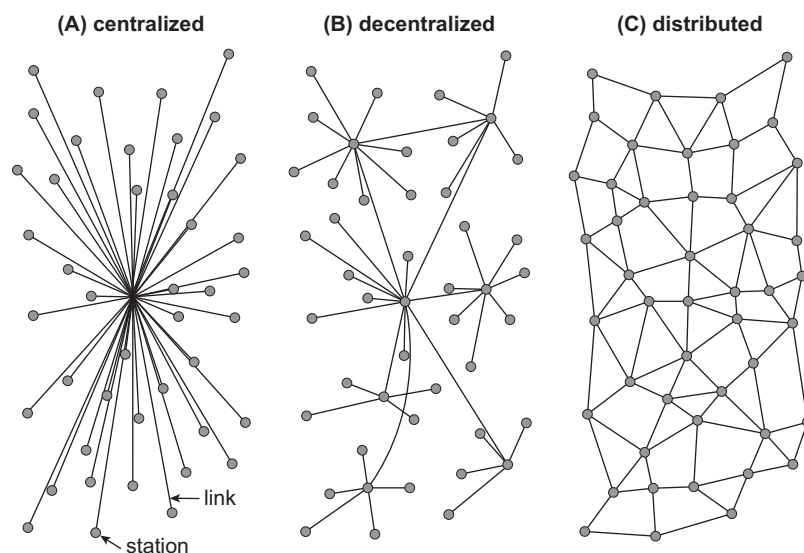 (A) centralized
(B) decentralized
(C) distributed
link
station